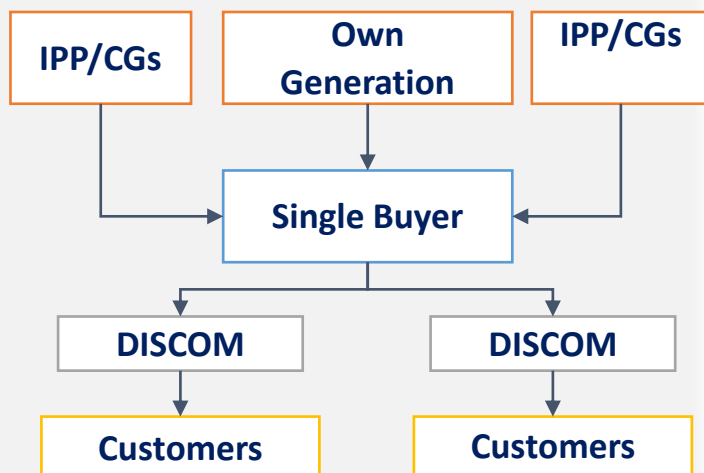 IPP/CGs
Own
Generation
IPP/CGs
Single Buyer
DISCOM
DISCOM
Customers
Customers